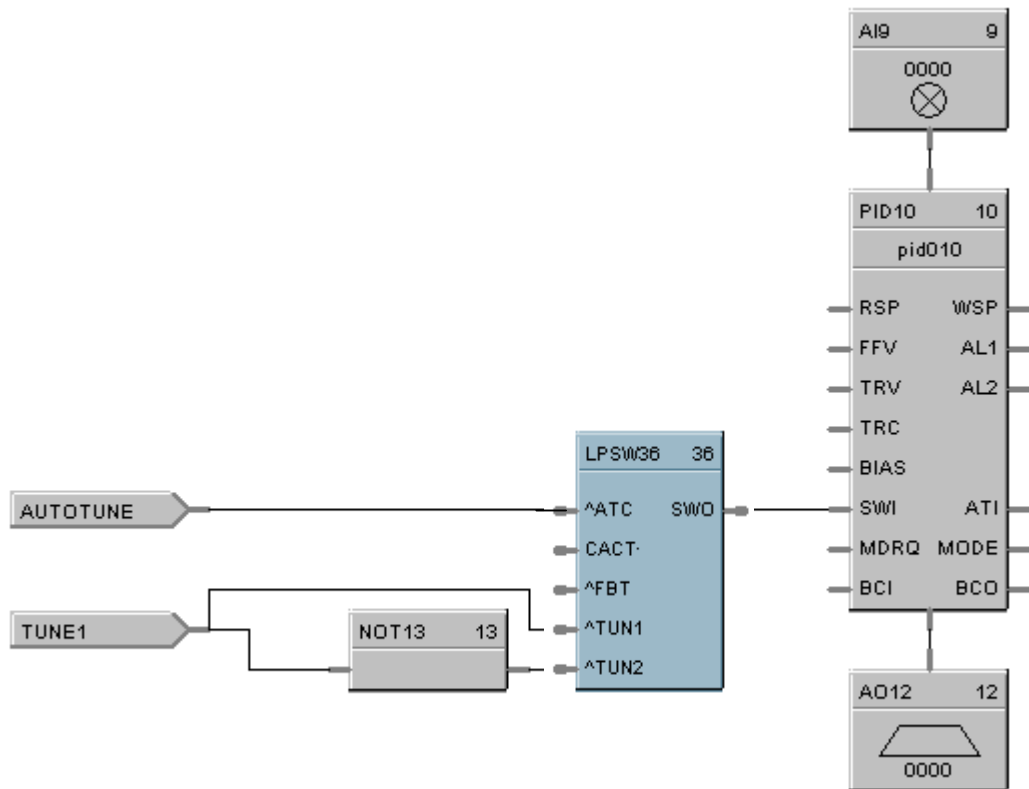 AI9 9
0000
PID10 10
pid010
RSP WSP
FFV AL1
TRV AL2
TRC
BIAS
SWI ATI
MDRQ MODE
BCI BCO
LPSW36 36
^ATC SWO
CACT·
^FBT
^TUN1
^TUN2
AUTOTUNE
TUNE1
NOT13 13
AO12 12
0000